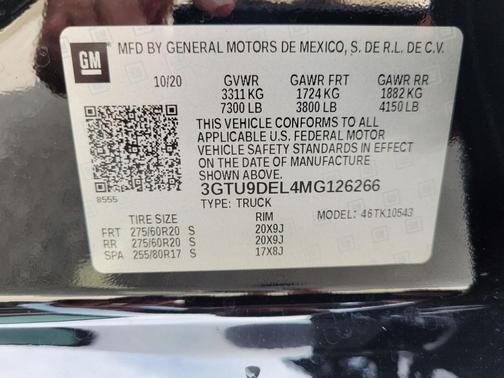 GM
MFD BY GENERAL MOTORS DE MEXICO, S. DE R.L. DE C.V.
10/20 GVWR GAWR FRT GAWR RR
3311 KG 1724 KG 1882 KG
7300 LB 3800 LB 4150 LB
THIS VEHICLE CONFORMS TO ALL
APPLICABLE U.S. FEDERAL MOTOR
VEHICLE SAFETY STANDARDS IN EFFECT
ON THE DATE OF MANUFACTURE
SHOWN ABOVE.
8555 3GTU9DEL4MG126266
TYPE: TRUCK MODEL: 46TK10543
TIRE SIZE RIM
FRT 275/60R20 S 20X9J
RR 275/60R20 S 20X9J
SPA 255/80R17 S 17X8J